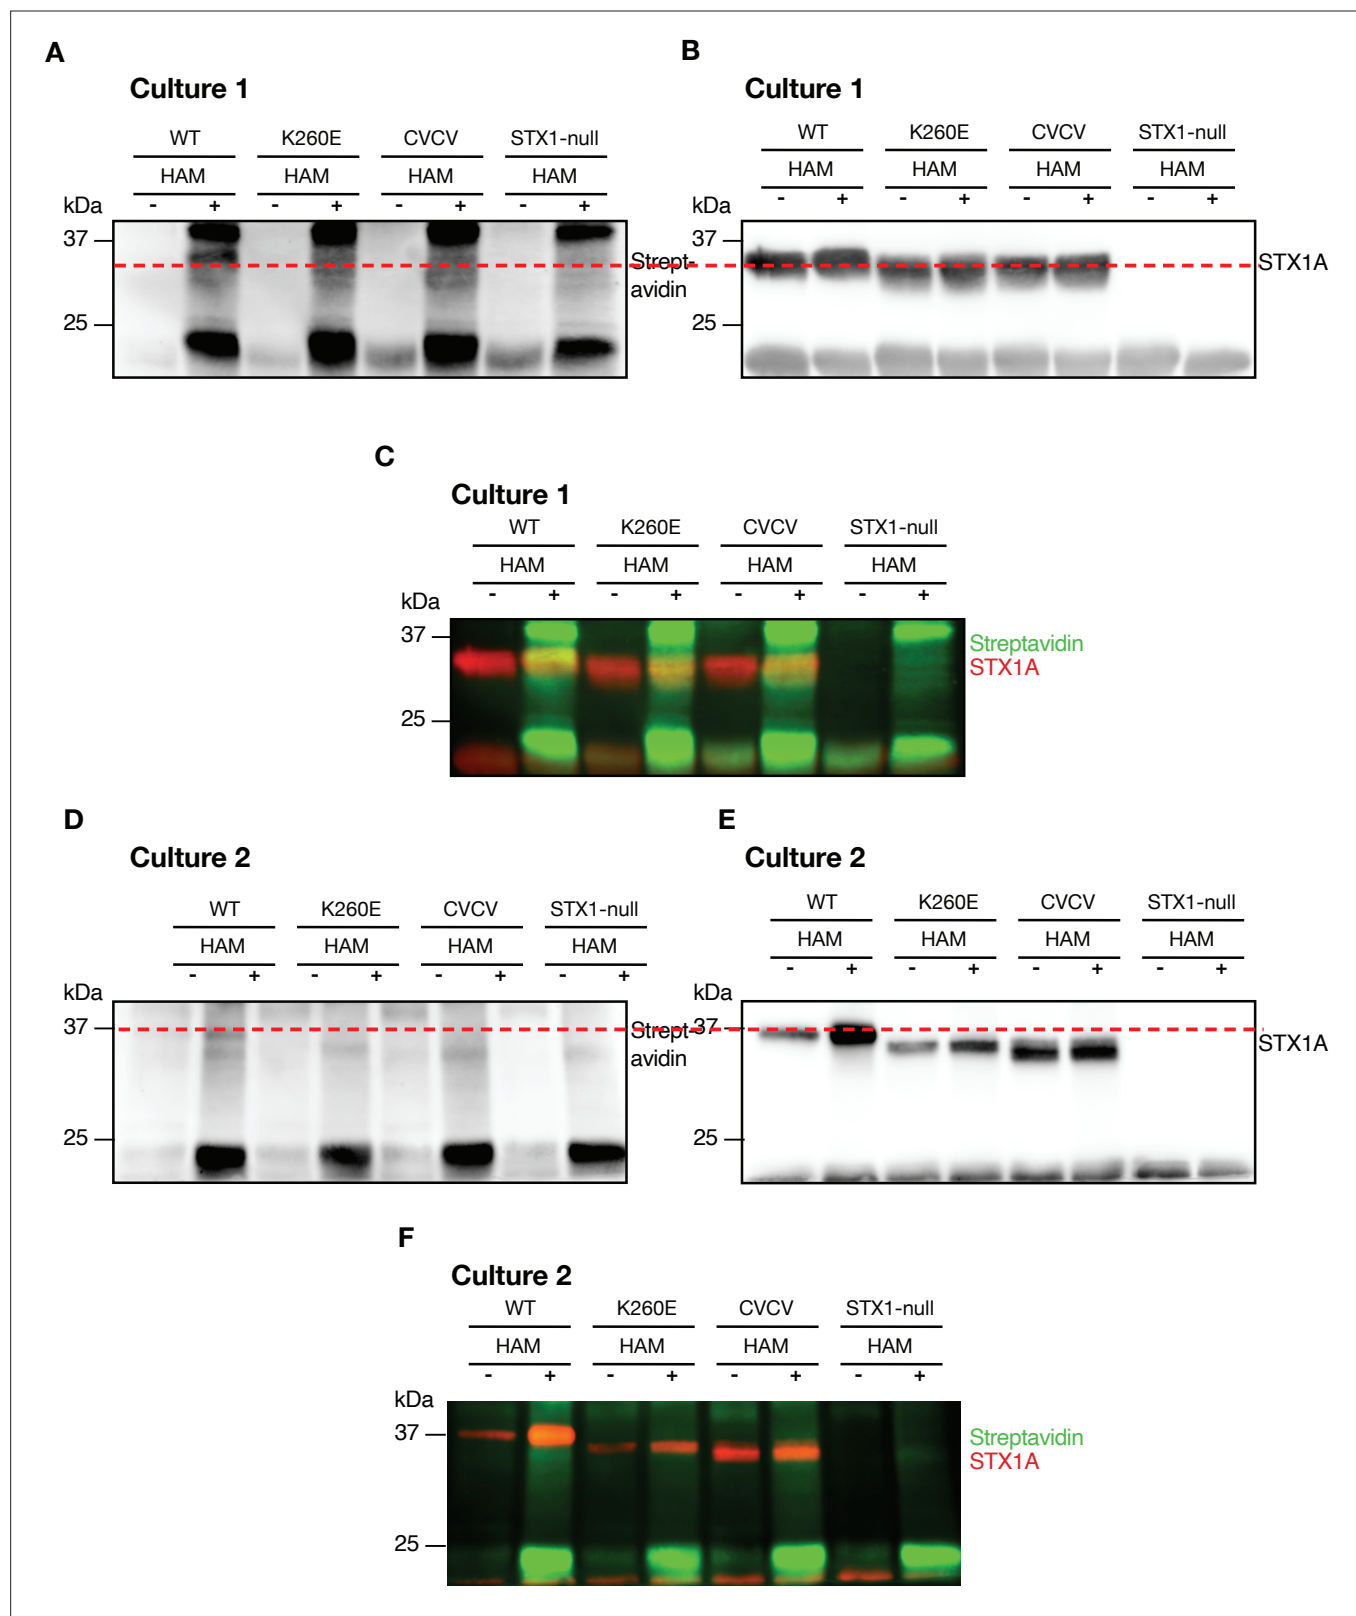 A
Culture 1
WT K260E CVCV STX1-null
HAM HAM HAM HAM
- + - + - + - +
kDa
37
25
Strept-
avidin
B
Culture 1
WT K260E CVCV STX1-null
HAM HAM HAM HAM
- + - + - + - +
kDa
37
25
STX1A
C
Culture 1
WT K260E CVCV STX1-null
HAM HAM HAM HAM
- + - + - + - +
kDa
37
25
Streptavidin
STX1A
D
Culture 2
WT K260E CVCV STX1-null
HAM HAM HAM HAM
- + - + - + - +
kDa
37
25
Strept-
avidin
E
Culture 2
WT K260E CVCV STX1-null
HAM HAM HAM HAM
- + - + - + - +
kDa
37
25
STX1A
F
Culture 2
WT K260E CVCV STX1-null
HAM HAM HAM HAM
- + - + - + - +
kDa
37
25
Streptavidin
STX1A